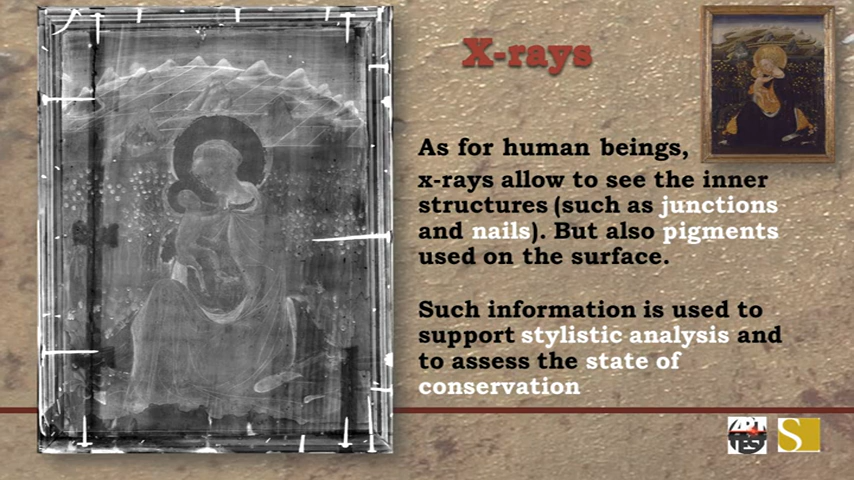 X-rays
As for human beings,
x-rays allow to see the inner
structures (such as junctions
and nails). But also pigments
used on the surface.
Such information is used to
support stylistic analysis and
to assess the state of
conservation
ART
TEST
S